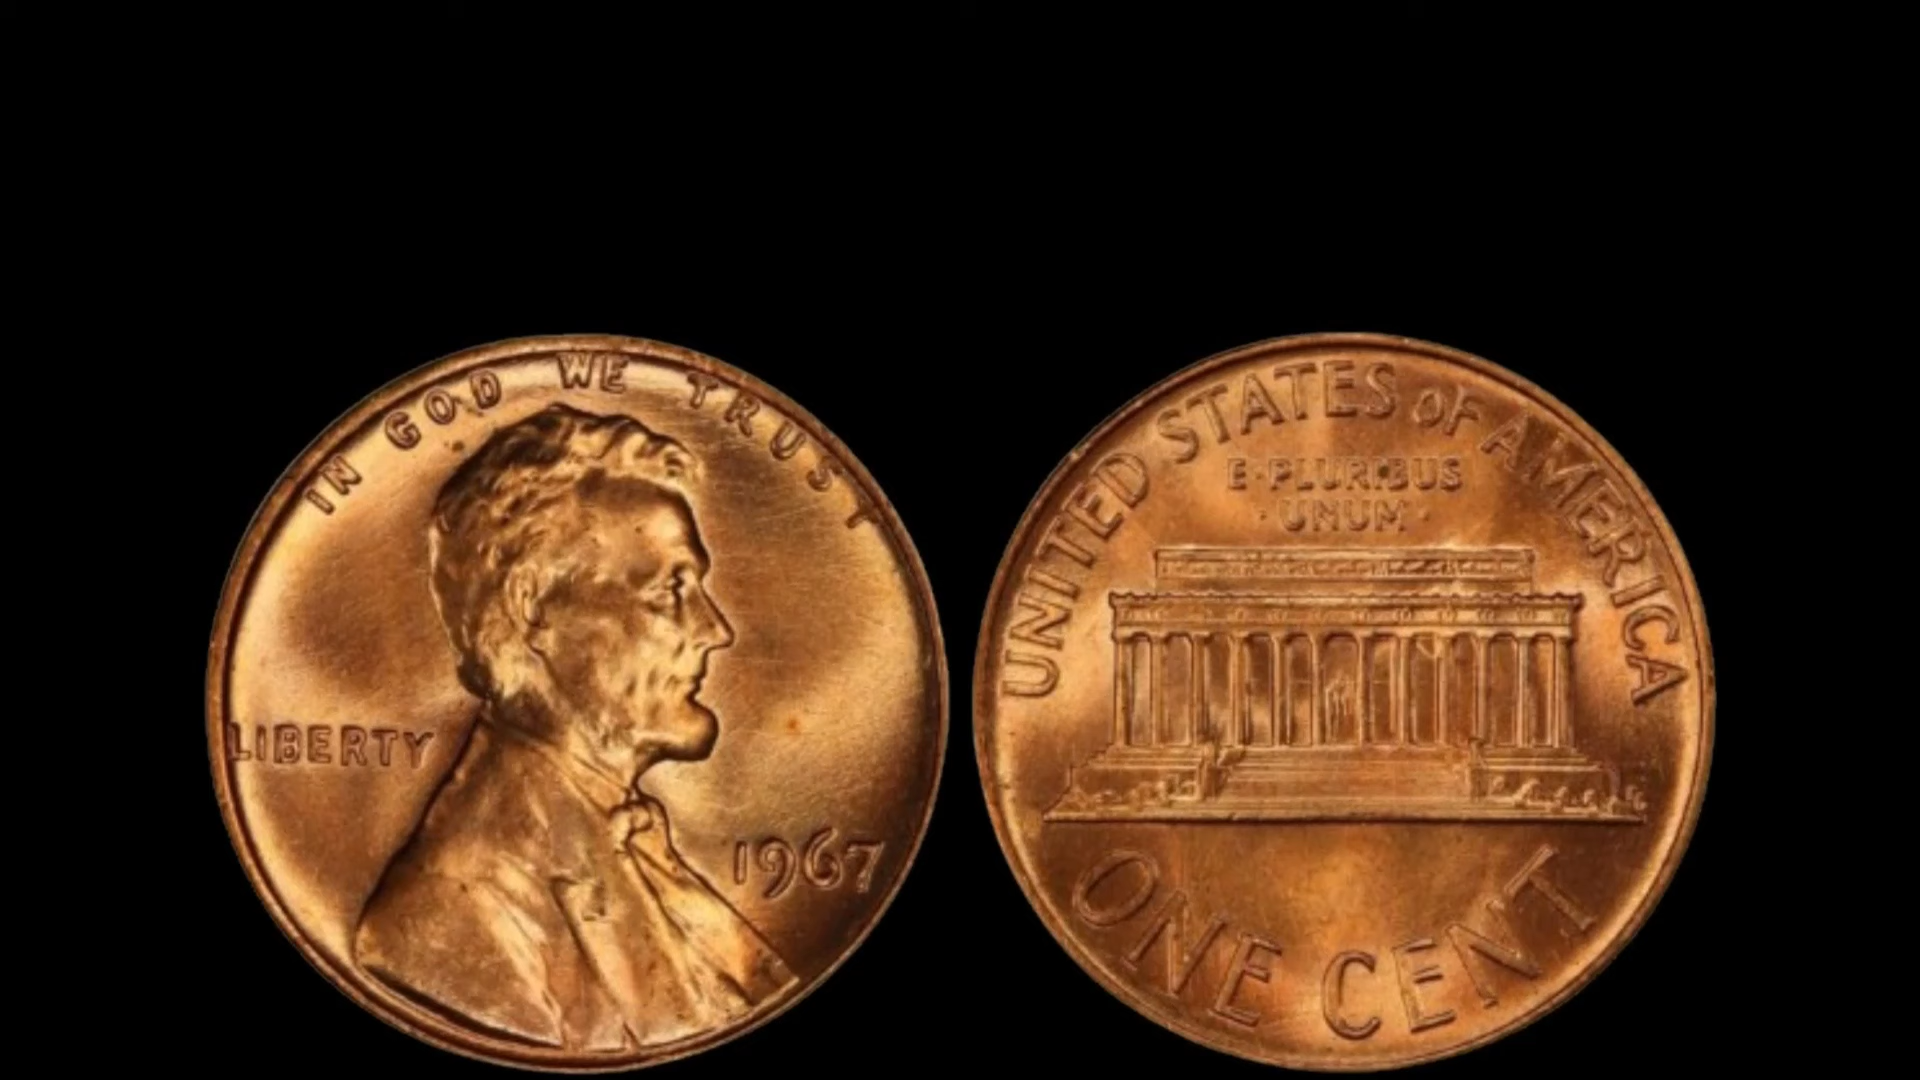 IN GOD WE TRUST
LIBERTY
1967
UNITED STATES OF AMERICA
E·PLURIBUS
·UNUM·
ONE CENT